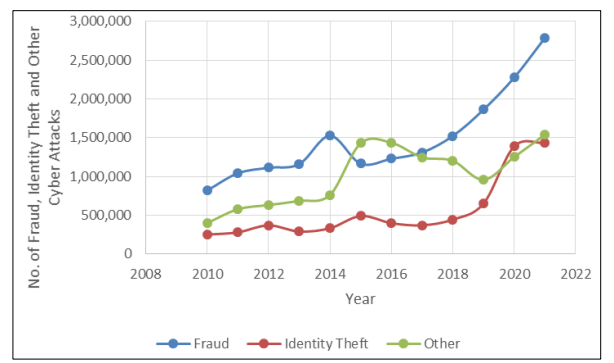 No. of Fraud, Identity Theft and Other
Cyber Attacks
3,000,000
2,500,000
2,000,000
1,500,000
1,000,000
500,000
0
2008 2010 2012 2014 2016 2018 2020 2022
Year
Fraud Identity Theft Other